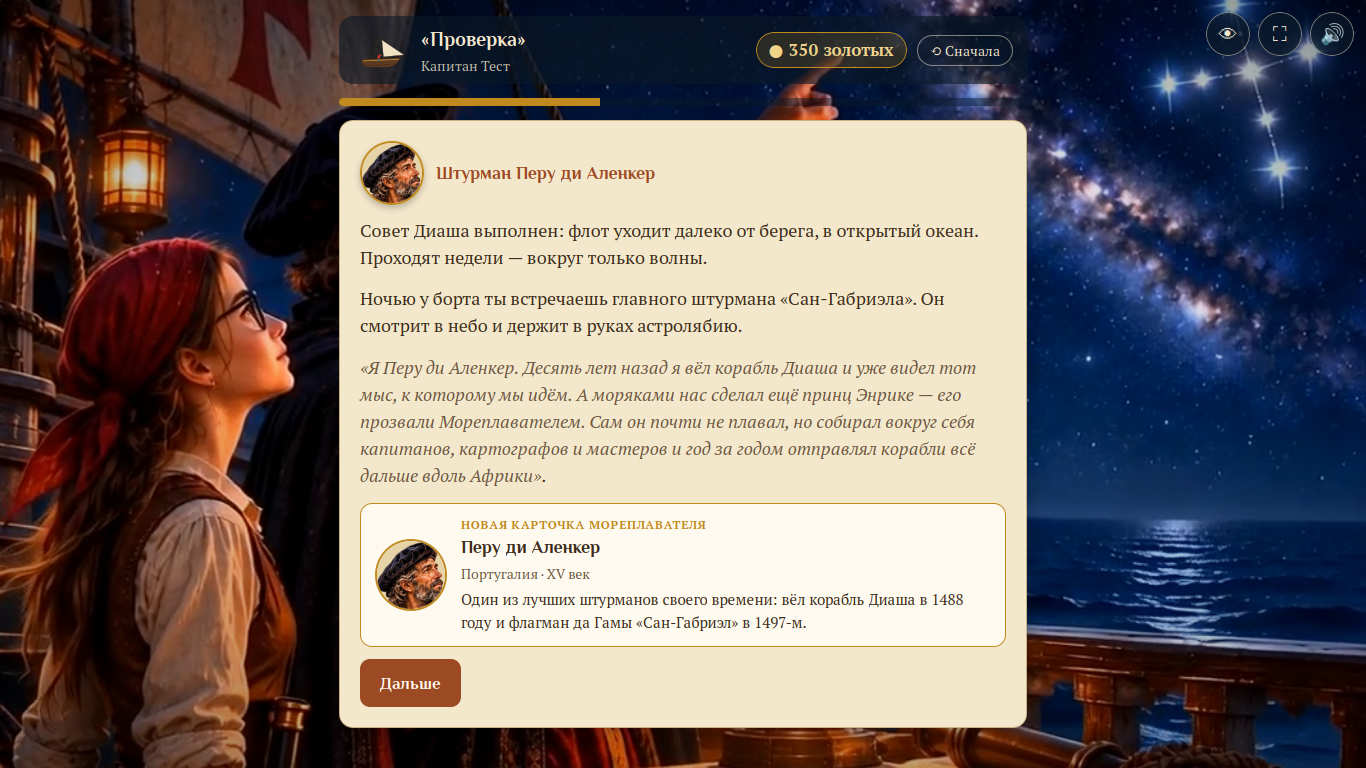 «Проверка»
Капитан Тест
350 золотых
⟲ Сначала
Штурман Перу ди Аленкер
Совет Диаша выполнен: флот уходит далеко от берега, в открытый океан.
Проходят недели — вокруг только волны.
Ночью у борта ты встречаешь главного штурмана «Сан-Габриэла». Он
смотрит в небо и держит в руках астролябию.
«Я Перу ди Аленкер. Десять лет назад я вёл корабль Диаша и уже видел тот
мыс, к которому мы идём. А моряками нас сделал ещё принц Энрике — его
прозвали Мореплавателем. Сам он почти не плавал, но собирал вокруг себя
капитанов, картографов и мастеров и год за годом отправлял корабли всё
дальше вдоль Африки».
НОВАЯ КАРТОЧКА МОРЕПЛАВАТЕЛЯ
Перу ди Аленкер
Португалия · XV век
Один из лучших штурманов своего времени: вёл корабль Диаша в 1488
году и флагман да Гамы «Сан-Габриэл» в 1497-м.
Дальше